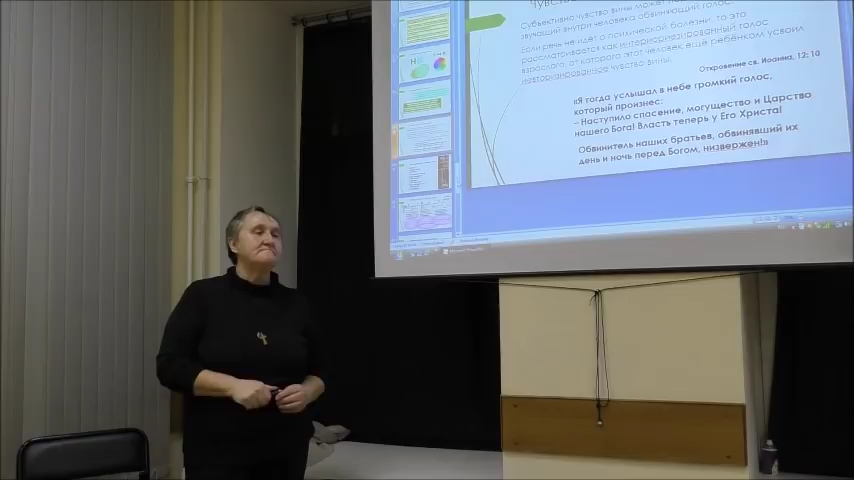 Субъективно чувство вины может
звучащий внутри человека обвиняющий голос.
Если речь не идёт о психической болезни, то это
рассматривается как интериоризированный голос
взрослого, от которого этот человек еще ребёнком усвоил
невротизированное чувство вины.
Откровение св. Иоанна, 12: 10
«Я тогда услышал в небе громкий голос,
который произнес:
– Наступило спасение, могущество и Царство
нашего Бога! Власть теперь у Его Христа!
Обвинитель наших братьев, обвинявший их
день и ночь перед Богом, низвержен!»